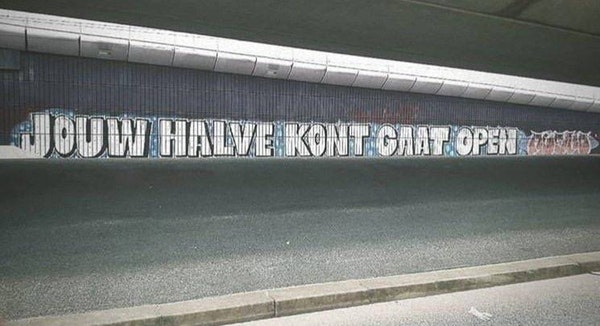 JOUW HALVE KONT GAAT OPEN